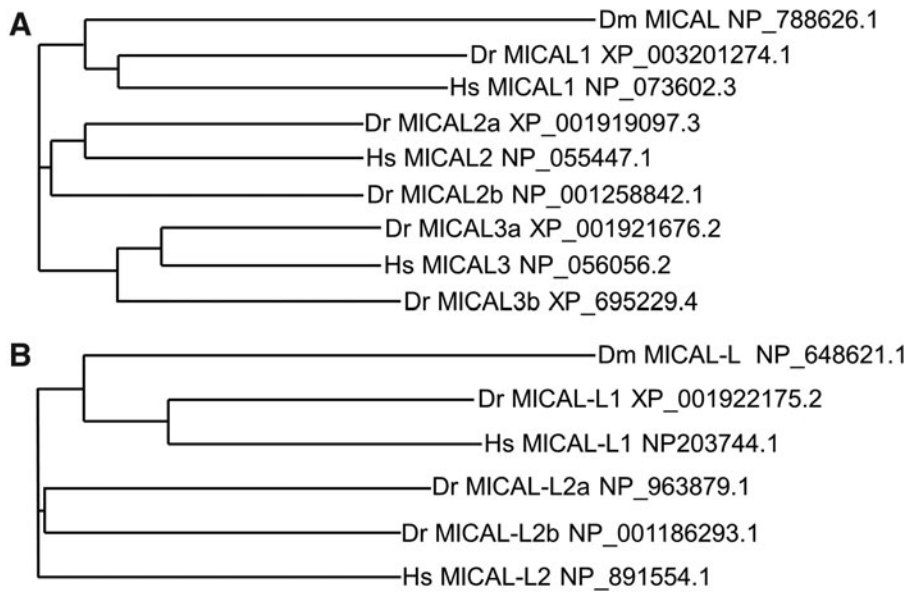 A
Dm MICAL NP_788626.1
Dr MICAL1 XP_003201274.1
Hs MICAL1 NP_073602.3
Dr MICAL2a XP_001919097.3
Hs MICAL2 NP_055447.1
Dr MICAL2b NP_001258842.1
Dr MICAL3a XP_001921676.2
Hs MICAL3 NP_056056.2
Dr MICAL3b XP_695229.4
B
Dm MICAL-L NP_648621.1
Dr MICAL-L1 XP_001922175.2
Hs MICAL-L1 NP203744.1
Dr MICAL-L2a NP_963879.1
Dr MICAL-L2b NP_001186293.1
Hs MICAL-L2 NP_891554.1